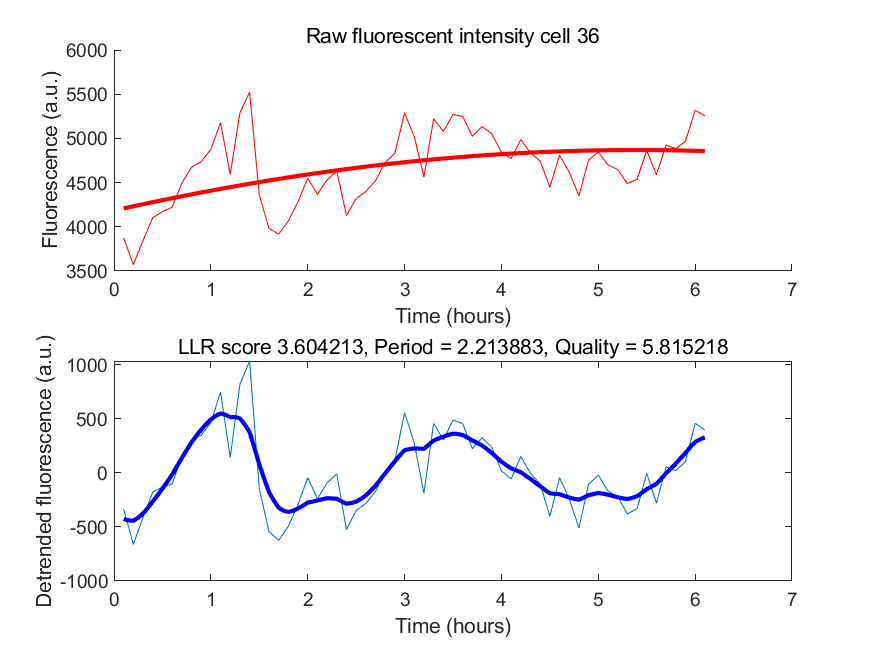 Raw fluorescent intensity cell 36
6000
5500
5000
4500
4000
3500
Fluorescence (a.u.)
0 1 2 3 4 5 6 7
Time (hours)
LLR score 3.604213, Period = 2.213883, Quality = 5.815218
1000
500
0
-500
-1000
Detrended fluorescence (a.u.)
0 1 2 3 4 5 6 7
Time (hours)